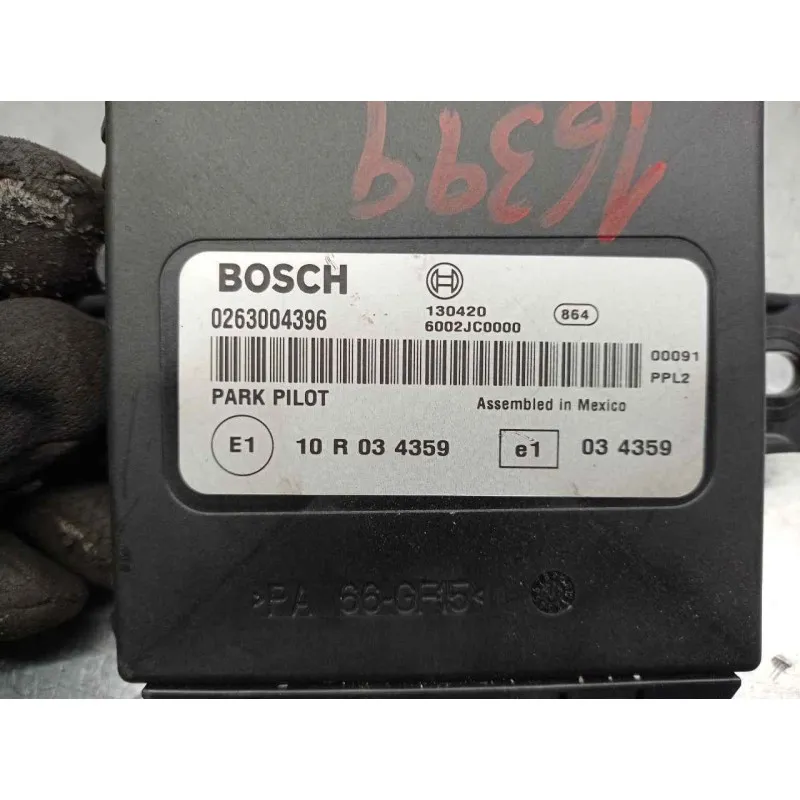 16399
BOSCH
0263004396
130420
6002JC0000
864
00091
PPL2
PARK PILOT
Assembled in Mexico
E1 10 R 03 4359 e1 03 4359
>PA 66-GF15<